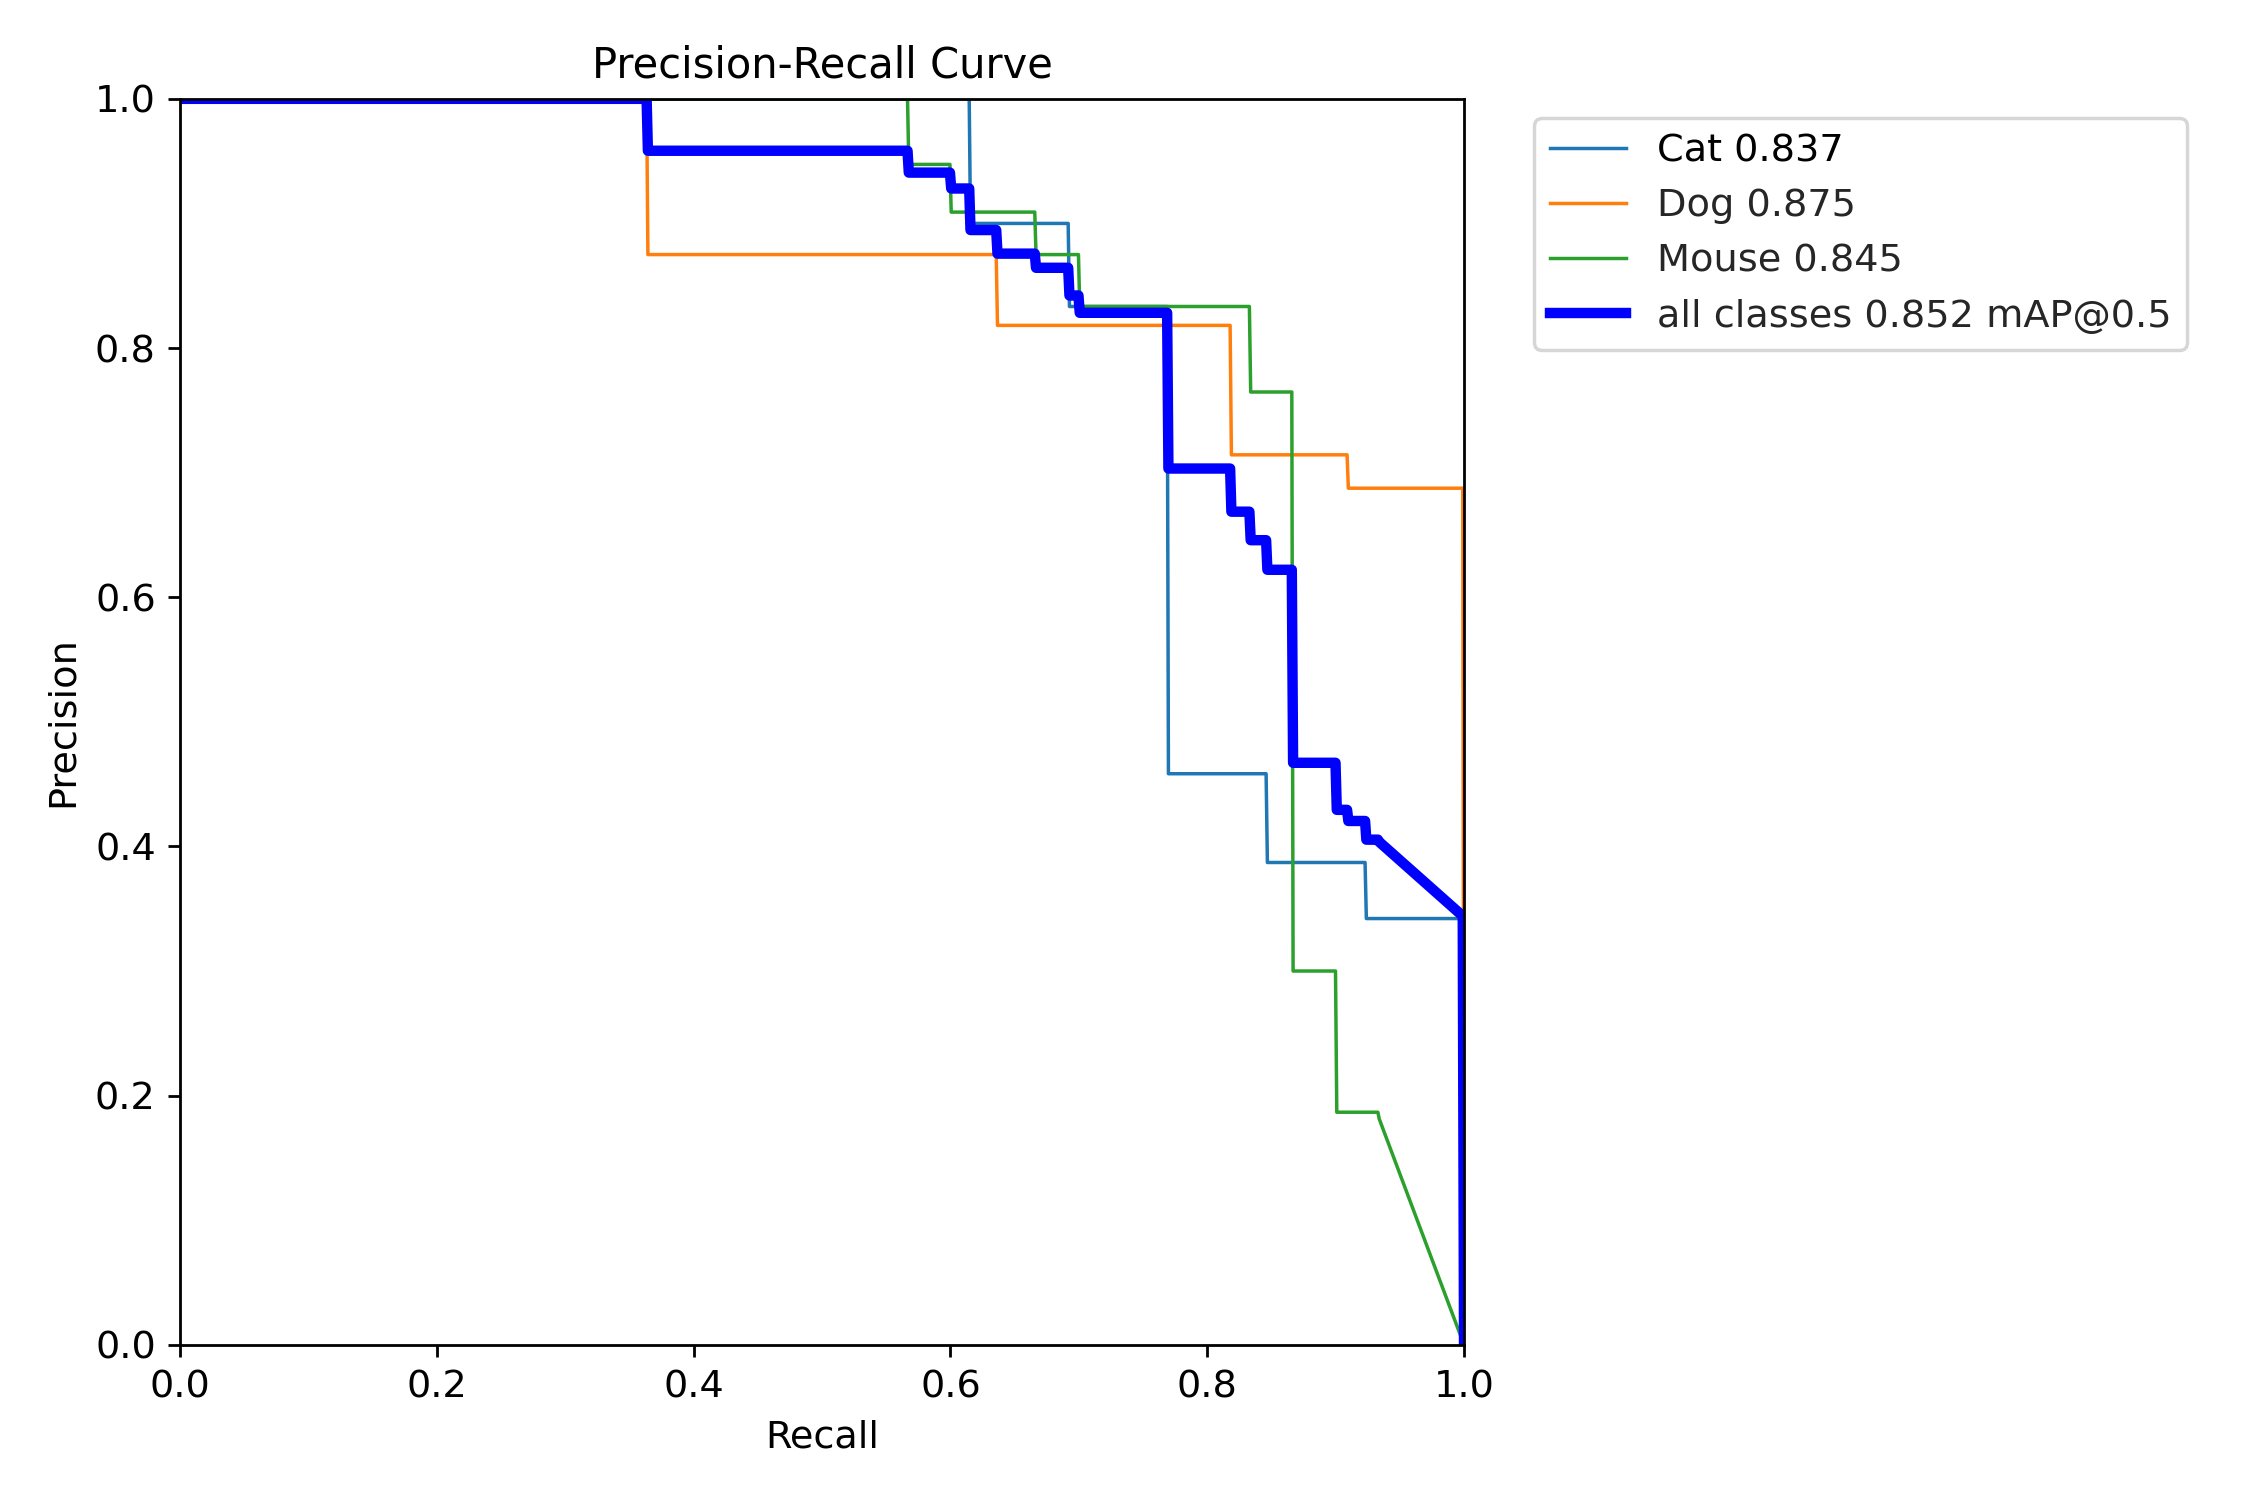 Precision-Recall Curve
1.0
0.8
0.6
0.4
0.2
0.0
Precision
0.0 0.2 0.4 0.6 0.8 1.0
Recall
Cat 0.837
Dog 0.875
Mouse 0.845
all classes 0.852 mAP@0.5